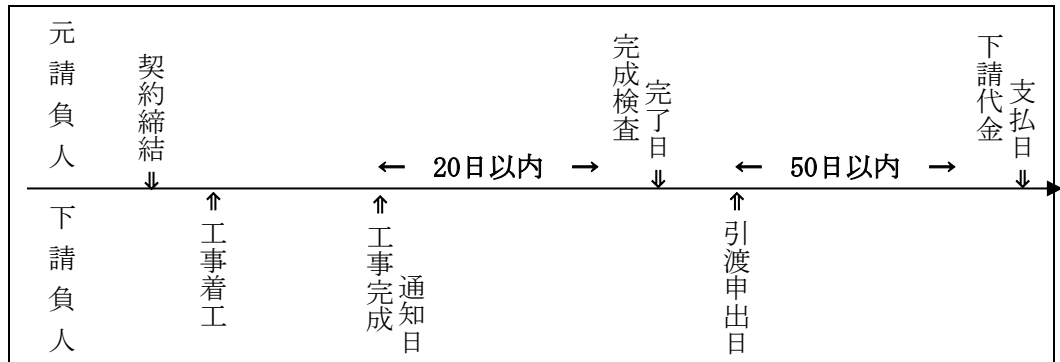 元請負人
契約締結
⇓
← 20日以内 →
完成検査
完了日
⇓
← 50日以内 →
下請代金
支払日
⇓
下請負人
⇑
工事着工
⇑
工事完成
通知日
⇑
引渡申出日